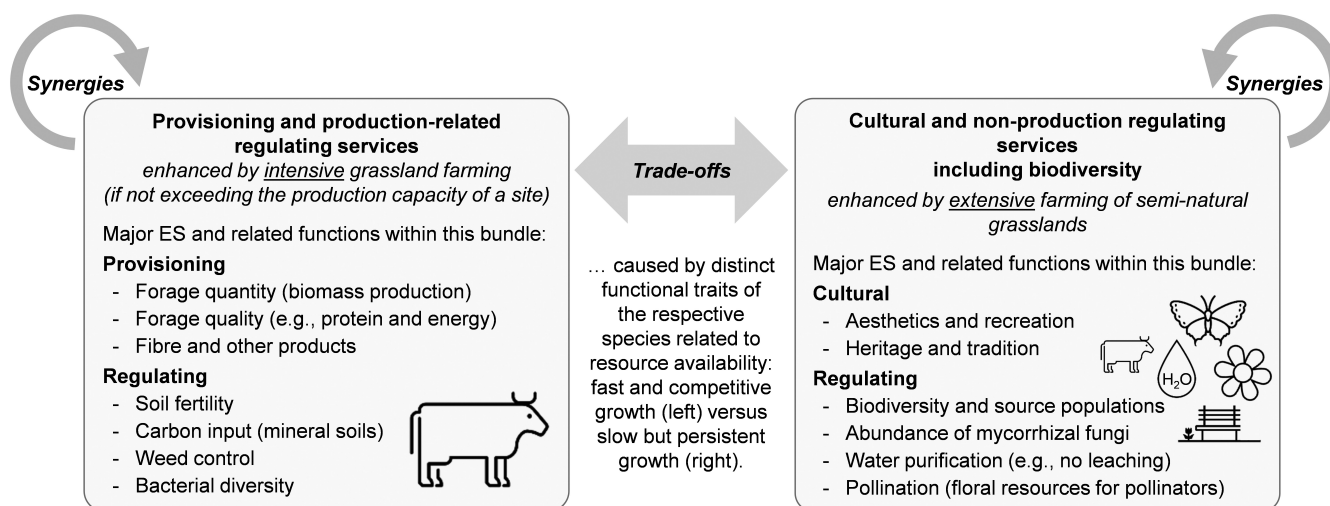 Synergies
Provisioning and production-related
regulating services
enhanced by intensive grassland farming
(if not exceeding the production capacity of a site)
Major ES and related functions within this bundle:
Provisioning
- Forage quantity (biomass production)
- Forage quality (e.g., protein and energy)
- Fibre and other products
Regulating
- Soil fertility
- Carbon input (mineral soils)
- Weed control
- Bacterial diversity
Trade-offs
… caused by distinct
functional traits of
the respective
species related to
resource availability:
fast and competitive
growth (left) versus
slow but persistent
growth (right).
Synergies
Cultural and non-production regulating
services
including biodiversity
enhanced by extensive farming of semi-natural
grasslands
Major ES and related functions within this bundle:
Cultural
- Aesthetics and recreation
- Heritage and tradition
H₂O
Regulating
- Biodiversity and source populations
- Abundance of mycorrhizal fungi
- Water purification (e.g., no leaching)
- Pollination (floral resources for pollinators)